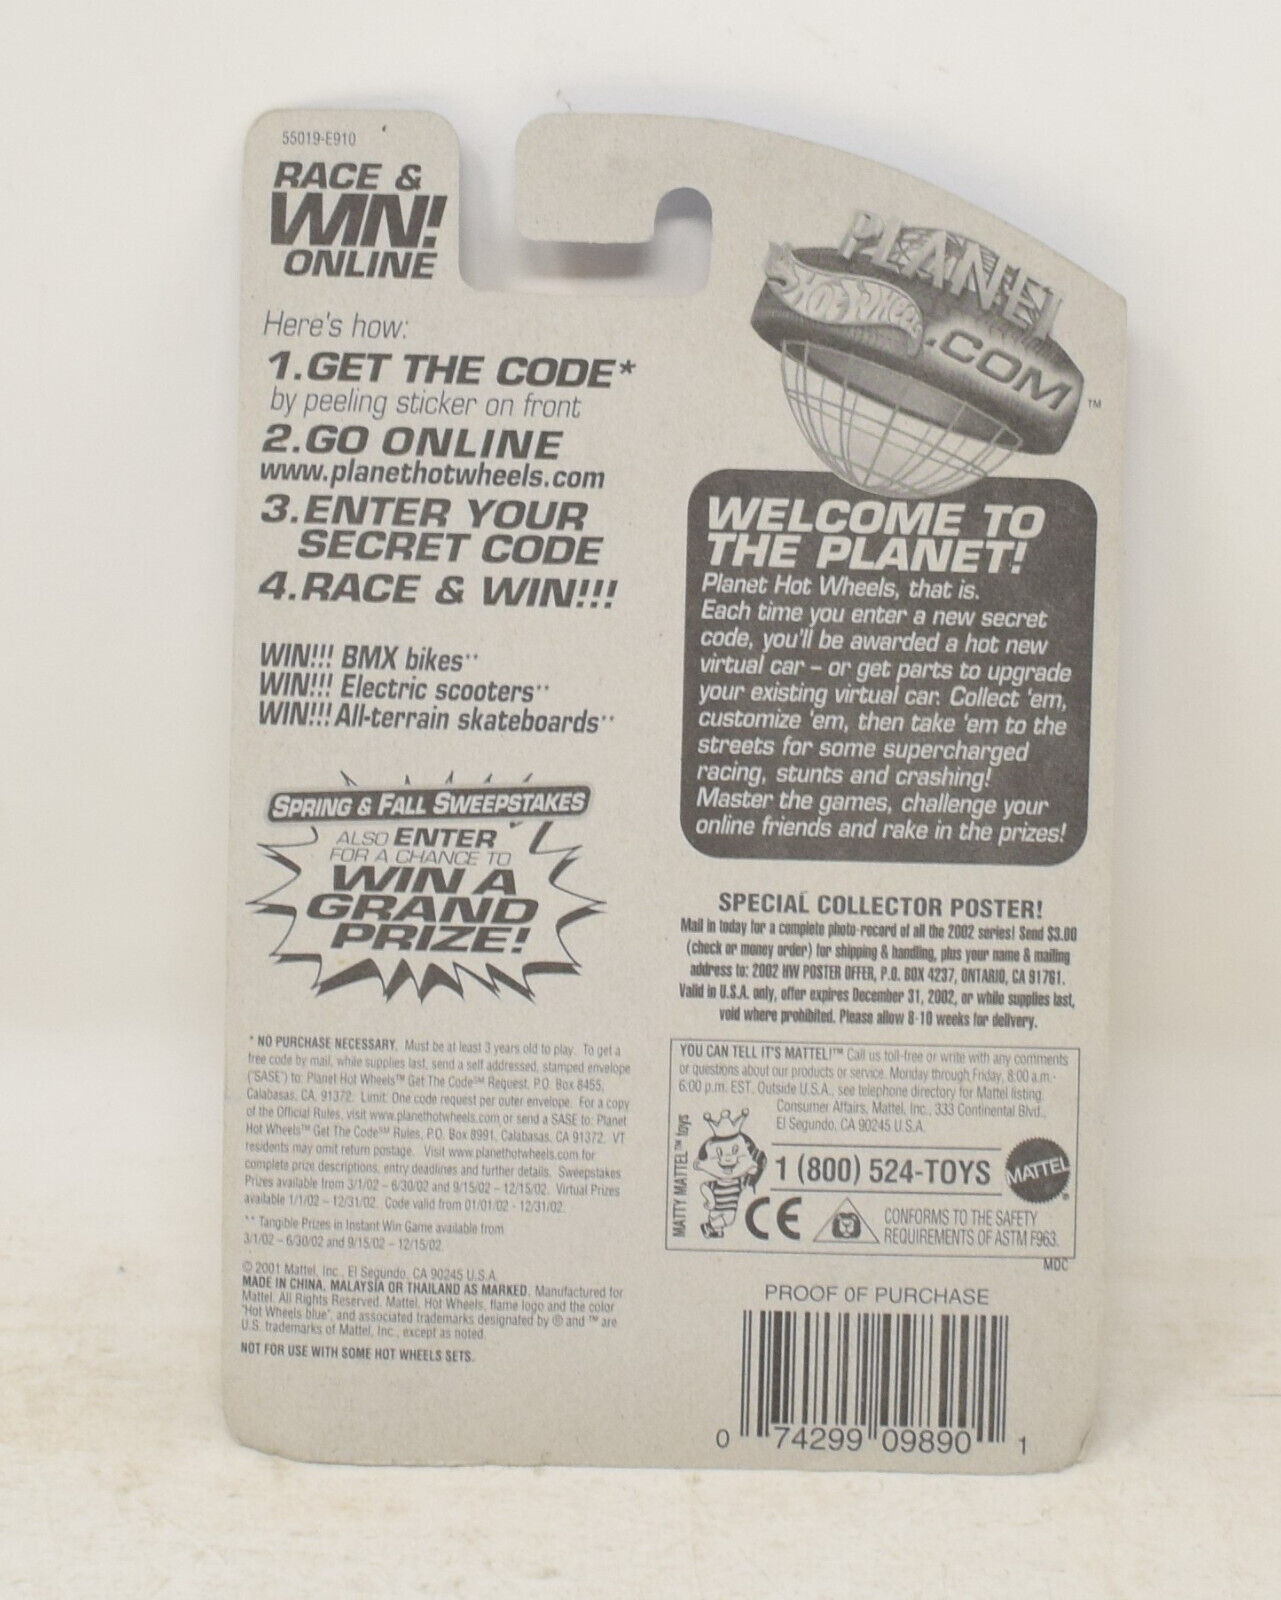 55019-E910
RACE &
WIN!
ONLINE
Here's how:
1.GET THE CODE*
by peeling sticker on front
2.GO ONLINE
www.planethotwheels.com
3.ENTER YOUR
SECRET CODE
4.RACE & WIN!!!
WIN!!! BMX bikes**
WIN!!! Electric scooters**
WIN!!! All-terrain skateboards**
SPRING & FALL SWEEPSTAKES
ALSO ENTER
FOR A CHANCE TO
WIN A
GRAND
PRIZE!
* NO PURCHASE NECESSARY. Must be at least 3 years old to play. To get a
free code by mail, while supplies last, send a self addressed, stamped envelope
("SASE") to: Planet Hot Wheels™ Get The Code℠ Request, P.O. Box 8455,
Calabasas, CA, 91372. Limit: One code request per outer envelope. For a copy
of the Official Rules, visit www.planethotwheels.com or send a SASE to: Planet
Hot Wheels™ Get The Code℠ Rules, P.O. Box 8991, Calabasas, CA 91372. VT
residents may omit return postage. Visit www.planethotwheels.com for
complete prize descriptions, entry deadlines and further details. Sweepstakes
Prizes available from 3/1/02 – 6/30/02 and 9/15/02 – 12/15/02. Virtual Prizes
available 1/1/02 – 12/31/02. Code valid from 01/01/02 - 12/31/02.
** Tangible Prizes in Instant Win Game available from
3/1/02 – 6/30/02 and 9/15/02 – 12/15/02.
© 2001 Mattel, Inc., El Segundo, CA 90245 U.S.A.
MADE IN CHINA, MALAYSIA OR THAILAND AS MARKED. Manufactured for
Mattel. All Rights Reserved. Mattel, Hot Wheels, flame logo and the color
"Hot Wheels blue", and associated trademarks designated by ® and ™ are
U.S. trademarks of Mattel, Inc., except as noted.
NOT FOR USE WITH SOME HOT WHEELS SETS.
PLANET
HOT WHEELS
.COM
™
WELCOME TO
THE PLANET!
Planet Hot Wheels, that is.
Each time you enter a new secret
code, you'll be awarded a hot new
virtual car – or get parts to upgrade
your existing virtual car. Collect 'em,
customize 'em, then take 'em to the
streets for some supercharged
racing, stunts and crashing!
Master the games, challenge your
online friends and rake in the prizes!
SPECIAL COLLECTOR POSTER!
Mail in today for a complete photo-record of all the 2002 series! Send $3.00
(check or money order) for shipping & handling, plus your name & mailing
address to: 2002 HW POSTER OFFER, P.O. BOX 4237, ONTARIO, CA 91761.
Valid in U.S.A. only, offer expires December 31, 2002, or while supplies last,
void where prohibited. Please allow 8-10 weeks for delivery.
YOU CAN TELL IT'S MATTEL!™ Call us toll-free or write with any comments
or questions about our products or service. Monday through Friday, 8:00 a.m.-
6:00 p.m. EST. Outside U.S.A., see telephone directory for Mattel listing.
Consumer Affairs, Mattel, Inc., 333 Continental Blvd.,
El Segundo, CA 90245 U.S.A.
MATTY MATTEL™ toys
1 (800) 524-TOYS
MATTEL
®
CE
CONFORMS TO THE SAFETY
REQUIREMENTS OF ASTM F963.
MDC
PROOF OF PURCHASE
0 74299 09890 1